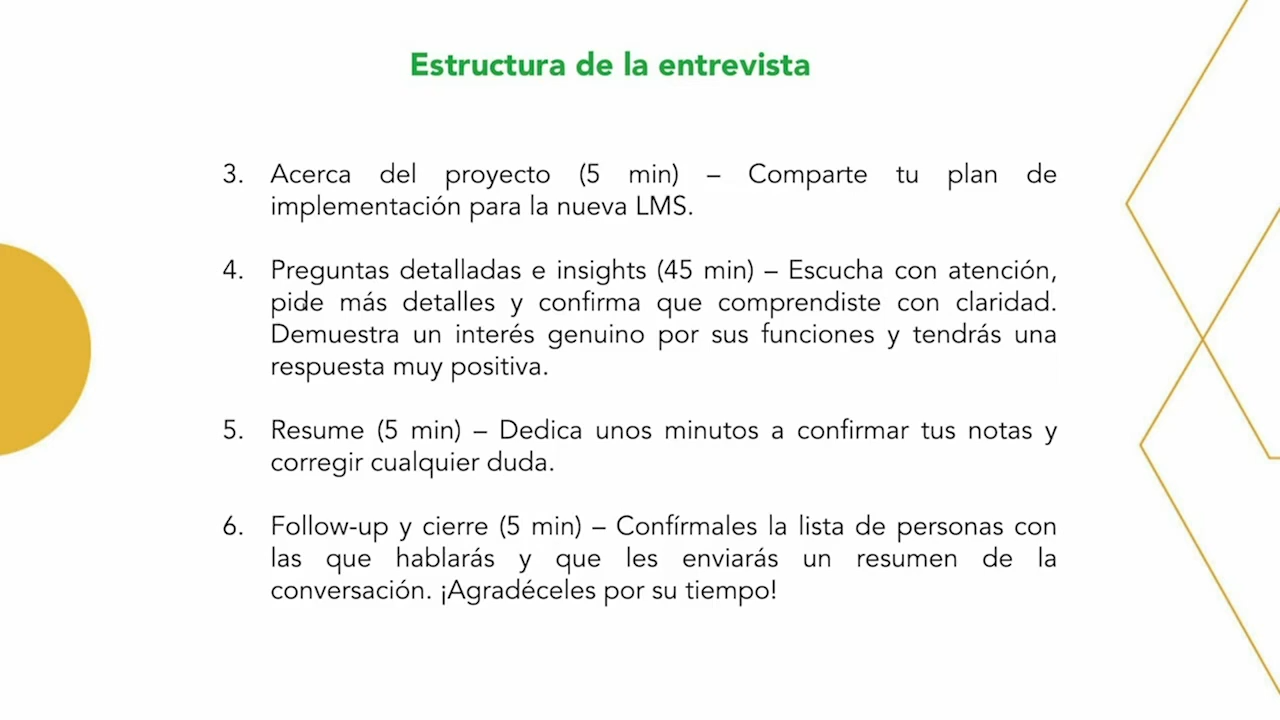 Estructura de la entrevista
3. Acerca del proyecto (5 min) – Comparte tu plan de
implementación para la nueva LMS.
4. Preguntas detalladas e insights (45 min) – Escucha con atención,
pide más detalles y confirma que comprendiste con claridad.
Demuestra un interés genuino por sus funciones y tendrás una
respuesta muy positiva.
5. Resume (5 min) – Dedica unos minutos a confirmar tus notas y
corregir cualquier duda.
6. Follow-up y cierre (5 min) – Confírmales la lista de personas con
las que hablarás y que les enviarás un resumen de la
conversación. ¡Agradéceles por su tiempo!